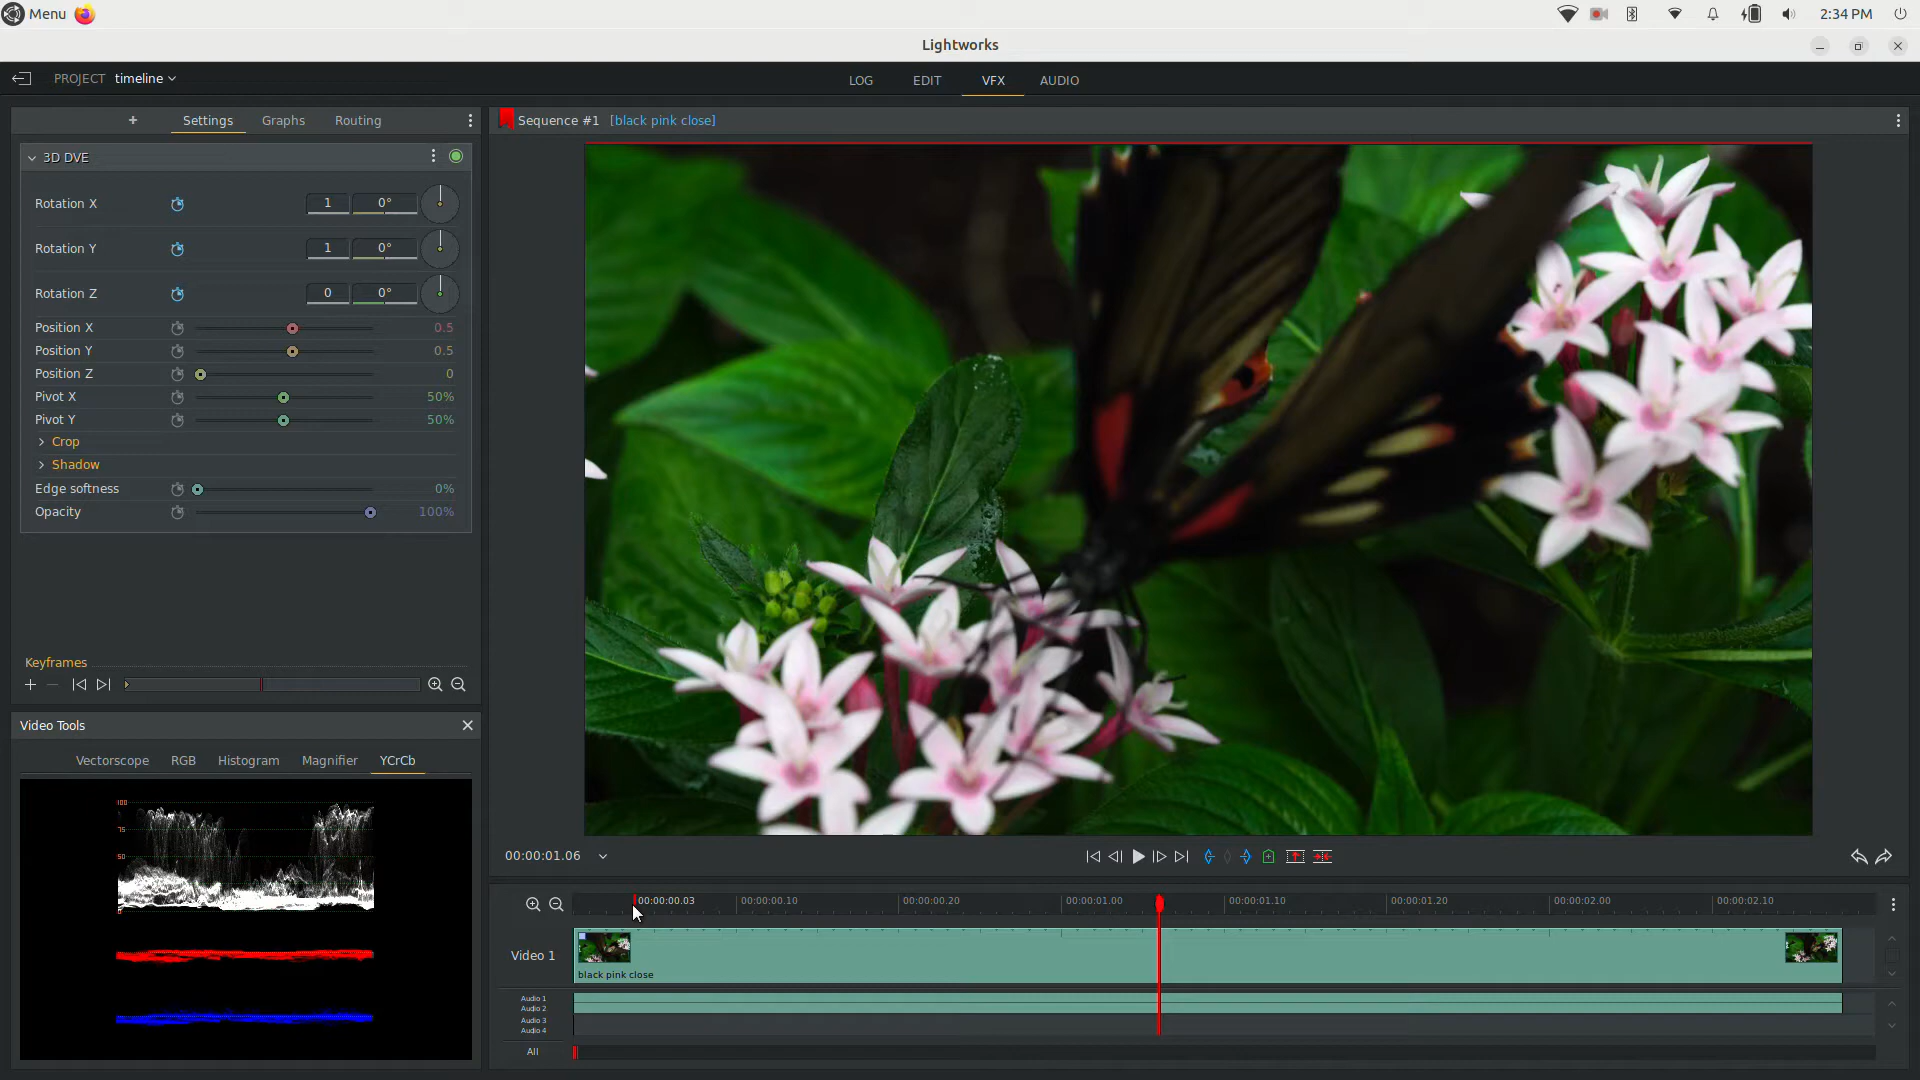 Menu
2:34 PM
Lightworks
PROJECT timeline
LOG EDIT VFX AUDIO
+ Settings Graphs Routing
Sequence #1 [black pink close]
3D DVE
Rotation X 1 0°
Rotation Y 1 0°
Rotation Z 0 0°
Position X 0.5
Position Y 0.5
Position Z 0
Pivot X 50%
Pivot Y 50%
Crop
Shadow
Edge softness 0%
Opacity 100%
Keyframes
Video Tools
Vectorscope RGB Histogram Magnifier YCrCb
100
75
50
0
00:00:01.06
00:00:00.03 00:00:00.10 00:00:00.20 00:00:01.00 00:00:01.10 00:00:01.20 00:00:02.00 00:00:02.10
Video 1
black pink close
Audio 1
Audio 2
Audio 3
Audio 4
All